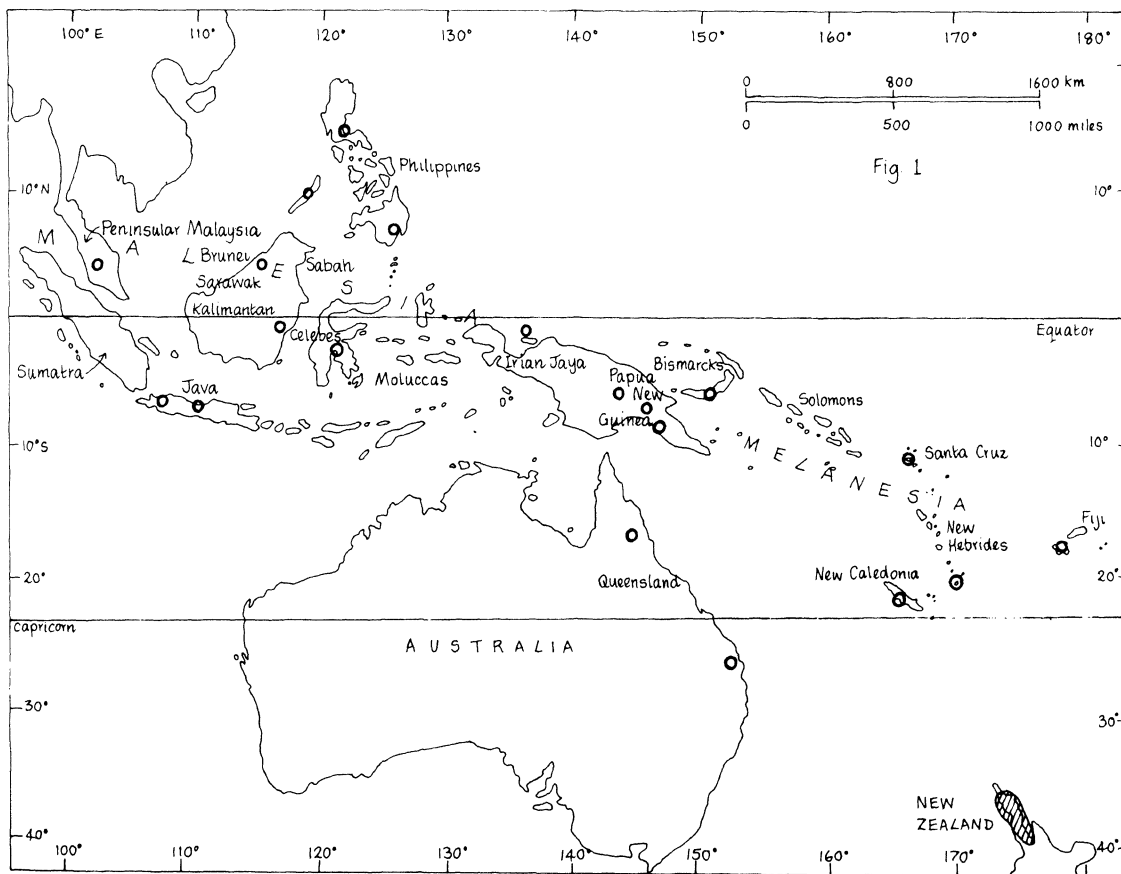 100° E 110° 120° 130° 140° 150° 160° 170° 180°
0 800 1600 km
0 500 1000 miles
Fig. 1
Philippines
10°N 10°
Peninsular Malaysia
M A L E S I A
Brunei
Sabah
Sarawak
Kalimantan
Celebes
Equator
Sumatra
Java
Moluccas
Irian Jaya
Bismarcks
Papua
New
Guinea
Solomons
10°S 10°
MELANESIA
Santa Cruz
Fiji
New
Hebrides
20° 20°
Queensland
New Caledonia
Capricorn
AUSTRALIA
30° 30°
NEW
ZEALAND
40° 40°
100° 110° 120° 130° 140° 150° 160° 170° 180°